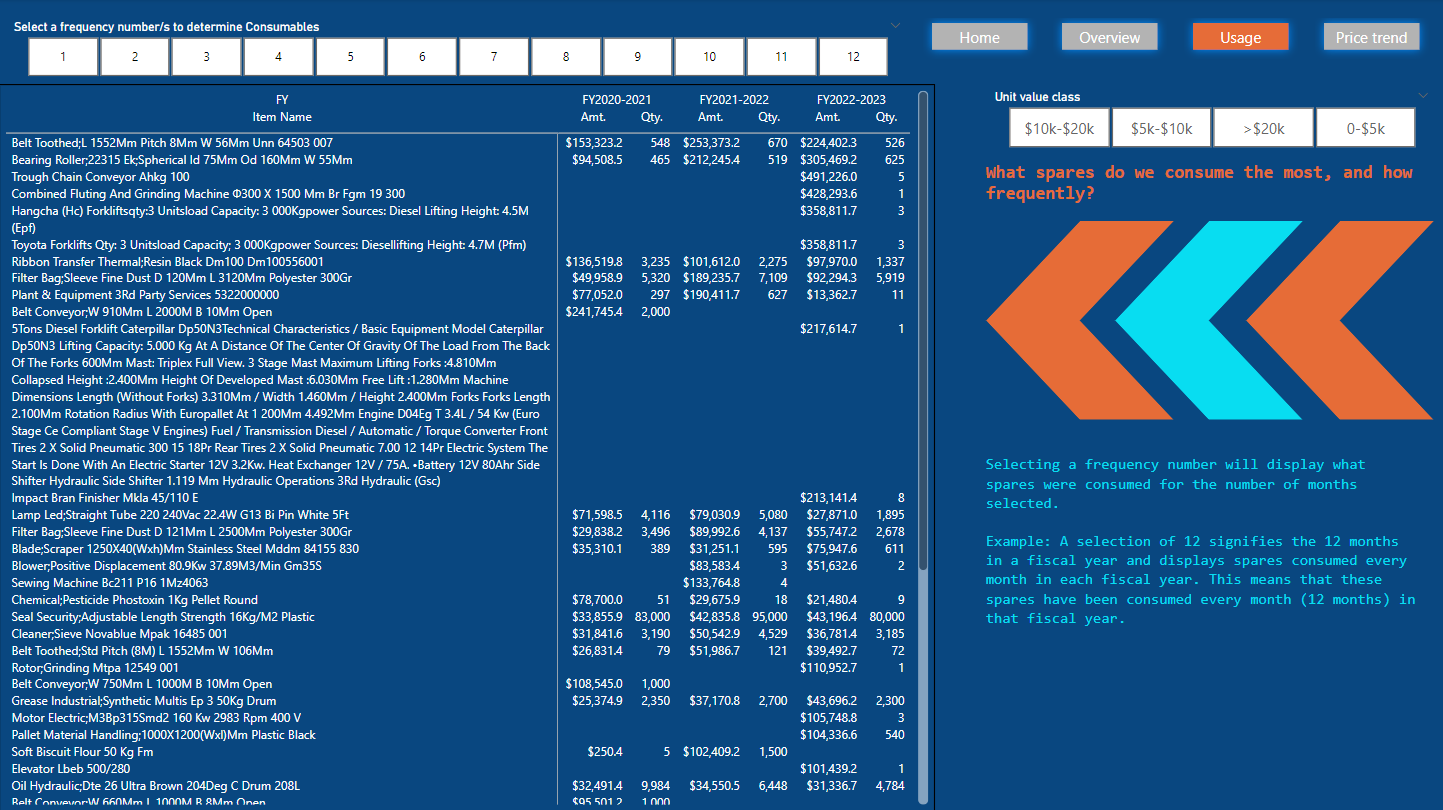 Select a frequency number/s to determine Consumables
1 2 3 4 5 6 7 8 9 10 11 12
Home Overview Usage Price trend
FY FY2020-2021 FY2021-2022 FY2022-2023
Item Name Amt. Qty. Amt. Qty. Amt. Qty.
Belt Toothed;L 1552Mm Pitch 8Mm W 56Mm Unn 64503 007 $153,323.2 548 $253,373.2 670 $224,402.3 526
Bearing Roller;22315 Ek;Spherical Id 75Mm Od 160Mm W 55Mm $94,508.5 465 $212,245.4 519 $305,469.2 625
Trough Chain Conveyor Ahkg 100 $491,226.0 5
Combined Fluting And Grinding Machine Φ300 X 1500 Mm Br Fgm 19 300 $428,293.6 1
Hangcha (Hc) Forkliftsqty:3 Unitsload Capacity: 3 000Kgpower Sources: Diesel Lifting Height: 4.5M $358,811.7 3
(Epf)
Toyota Forklifts Qty: 3 Unitsload Capacity; 3 000Kgpower Sources: Diesellifting Height: 4.7M (Pfm) $358,811.7 3
Ribbon Transfer Thermal;Resin Black Dm100 Dm100556001 $136,519.8 3,235 $101,612.0 2,275 $97,970.0 1,337
Filter Bag;Sleeve Fine Dust D 120Mm L 3120Mm Polyester 300Gr $49,958.9 5,320 $189,235.7 7,109 $92,294.3 5,919
Plant & Equipment 3Rd Party Services 5322000000 $77,052.0 297 $190,411.7 627 $13,362.7 11
Belt Conveyor;W 910Mm L 2000M B 10Mm Open $241,745.4 2,000
5Tons Diesel Forklift Caterpillar Dp50N3Technical Characteristics / Basic Equipment Model Caterpillar $217,614.7 1
Dp50N3 Lifting Capacity: 5.000 Kg At A Distance Of The Center Of Gravity Of The Load From The Back
Of The Forks 600Mm Mast: Triplex Full View. 3 Stage Mast Maximum Lifting Forks :4.810Mm
Collapsed Height :2.400Mm Height Of Developed Mast :6.030Mm Free Lift :1.280Mm Machine
Dimensions Length (Without Forks) 3.310Mm / Width 1.460Mm / Height 2.400Mm Forks Forks Length
2.100Mm Rotation Radius With Europallet At 1 200Mm 4.492Mm Engine D04Eg T 3.4L / 54 Kw (Euro
Stage Ce Compliant Stage V Engines) Fuel / Transmission Diesel / Automatic / Torque Converter Front
Tires 2 X Solid Pneumatic 300 15 18Pr Rear Tires 2 X Solid Pneumatic 7.00 12 14Pr Electric System The
Start Is Done With An Electric Starter 12V 3.2Kw. Heat Exchanger 12V / 75A. •Battery 12V 80Ahr Side
Shifter Hydraulic Side Shifter 1.119 Mm Hydraulic Operations 3Rd Hydraulic (Gsc)
Impact Bran Finisher Mkla 45/110 E $213,141.4 8
Lamp Led;Straight Tube 220 240Vac 22.4W G13 Bi Pin White 5Ft $71,598.5 4,116 $79,030.9 5,080 $27,871.0 1,895
Filter Bag;Sleeve Fine Dust D 121Mm L 2500Mm Polyester 300Gr $29,838.2 3,496 $89,992.6 4,137 $55,747.2 2,678
Blade;Scraper 1250X40(Wxh)Mm Stainless Steel Mddm 84155 830 $35,310.1 389 $31,251.1 595 $75,947.6 611
Blower;Positive Displacement 80.9Kw 37.89M3/Min Gm35S $83,583.4 3 $51,632.6 2
Sewing Machine Bc211 P16 1Mz4063 $133,764.8 4
Chemical;Pesticide Phostoxin 1Kg Pellet Round $78,700.0 51 $29,675.9 18 $21,480.4 9
Seal Security;Adjustable Length Strength 16Kg/M2 Plastic $33,855.9 83,000 $42,835.8 95,000 $43,196.4 80,000
Cleaner;Sieve Novablue Mpak 16485 001 $31,841.6 3,190 $50,542.9 4,529 $36,781.4 3,185
Belt Toothed;Std Pitch (8M) L 1552Mm W 106Mm $26,831.4 79 $51,986.7 121 $39,492.7 72
Rotor;Grinding Mtpa 12549 001 $110,952.7 1
Belt Conveyor;W 750Mm L 1000M B 10Mm Open $108,545.0 1,000
Grease Industrial;Synthetic Multis Ep 3 50Kg Drum $25,374.9 2,350 $37,170.8 2,700 $43,696.2 2,300
Motor Electric;M3Bp315Smd2 160 Kw 2983 Rpm 400 V $105,748.8 3
Pallet Material Handling;1000X1200(Wxl)Mm Plastic Black $104,336.6 540
Soft Biscuit Flour 50 Kg Fm $250.4 5 $102,409.2 1,500
Elevator Lbeb 500/280 $101,439.2 1
Oil Hydraulic;Dte 26 Ultra Brown 204Deg C Drum 208L $32,491.4 9,984 $34,550.5 6,448 $31,336.7 4,784
Belt Conveyor;W 660Mm L 1000M B 8Mm Open $95,501.2 1,000
Unit value class
$10k-$20k $5k-$10k >$20k 0-$5k
What spares do we consume the most, and how
frequently?
Selecting a frequency number will display what
spares were consumed for the number of months
selected.
Example: A selection of 12 signifies the 12 months
in a fiscal year and displays spares consumed every
month in each fiscal year. This means that these
spares have been consumed every month (12 months) in
that fiscal year.